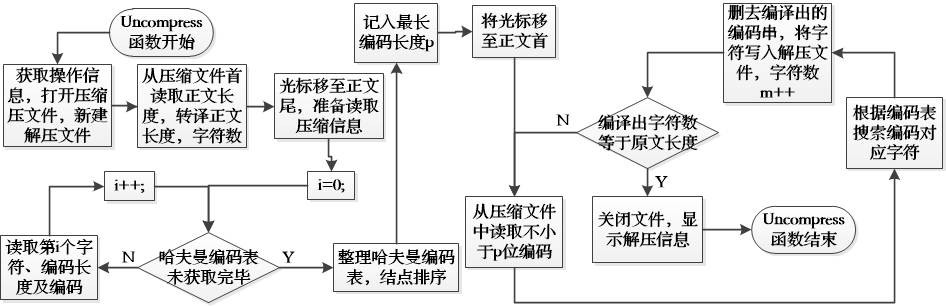 Uncompress
函数开始
获取操作信
息，打开压缩
压文件，新建
解压文件
从压缩文件首
读取正文长
度，转译正文
长度，字符数
光标移至正文
尾，准备读取
压缩信息
i=0;
i++;
哈夫曼编码表
未获取完毕
N
Y
读取第i个字
符、编码长
度及编码
整理哈夫曼编码
表，结点排序
记入最长
编码长度p
将光标移
至正文首
从压缩文件
中读取不小
于p位编码
根据编码表
搜索编码对
应字符
删去编译出的
编码串，将字
符写入解压文
件，字符数
m++
编译出字符数
等于原文长度
N
Y
关闭文件，显
示解压信息
Uncompress
函数结束